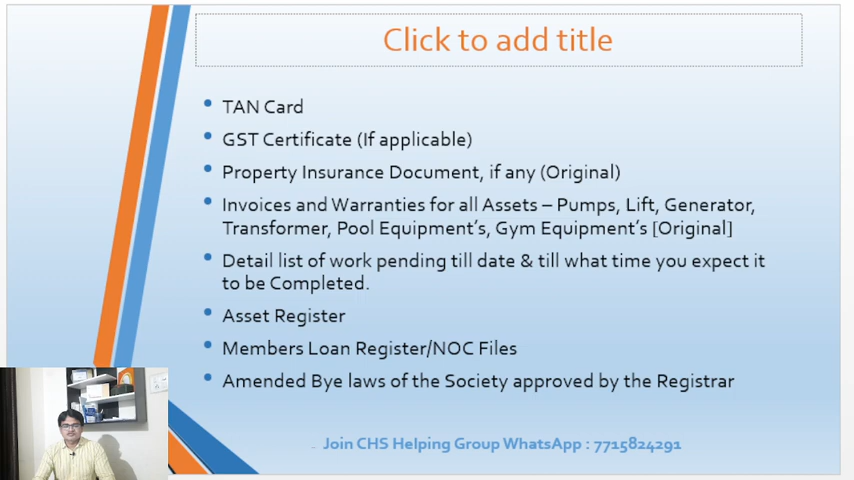 Click to add title
• TAN Card
• GST Certificate (If applicable)
• Property Insurance Document, if any (Original)
• Invoices and Warranties for all Assets – Pumps, Lift, Generator,
Transformer, Pool Equipment's, Gym Equipment's [Original]
• Detail list of work pending till date & till what time you expect it
to be Completed.
• Asset Register
• Members Loan Register/NOC Files
• Amended Bye laws of the Society approved by the Registrar
Join CHS Helping Group WhatsApp : 7715824291